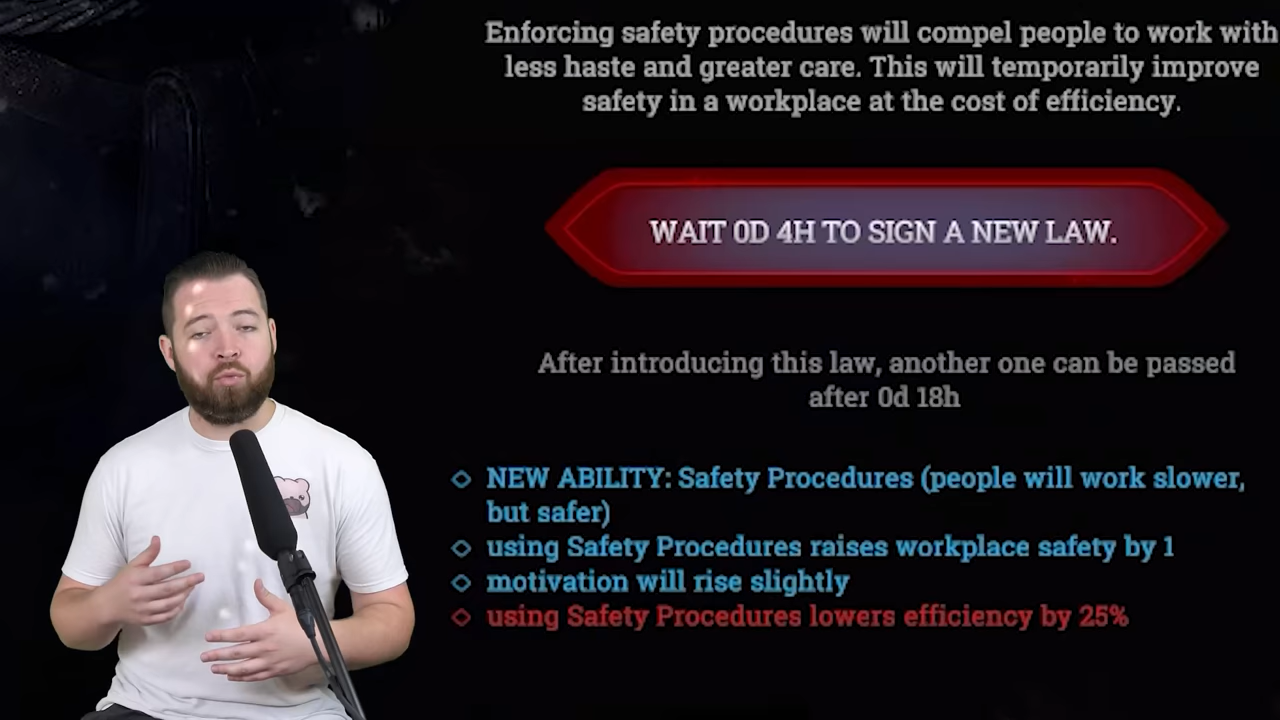 Enforcing safety procedures will compel people to work with
less haste and greater care. This will temporarily improve
safety in a workplace at the cost of efficiency.
WAIT 0D 4H TO SIGN A NEW LAW.
After introducing this law, another one can be passed
after 0d 18h
NEW ABILITY: Safety Procedures (people will work slower,
but safer)
using Safety Procedures raises workplace safety by 1
motivation will rise slightly
using Safety Procedures lowers efficiency by 25%